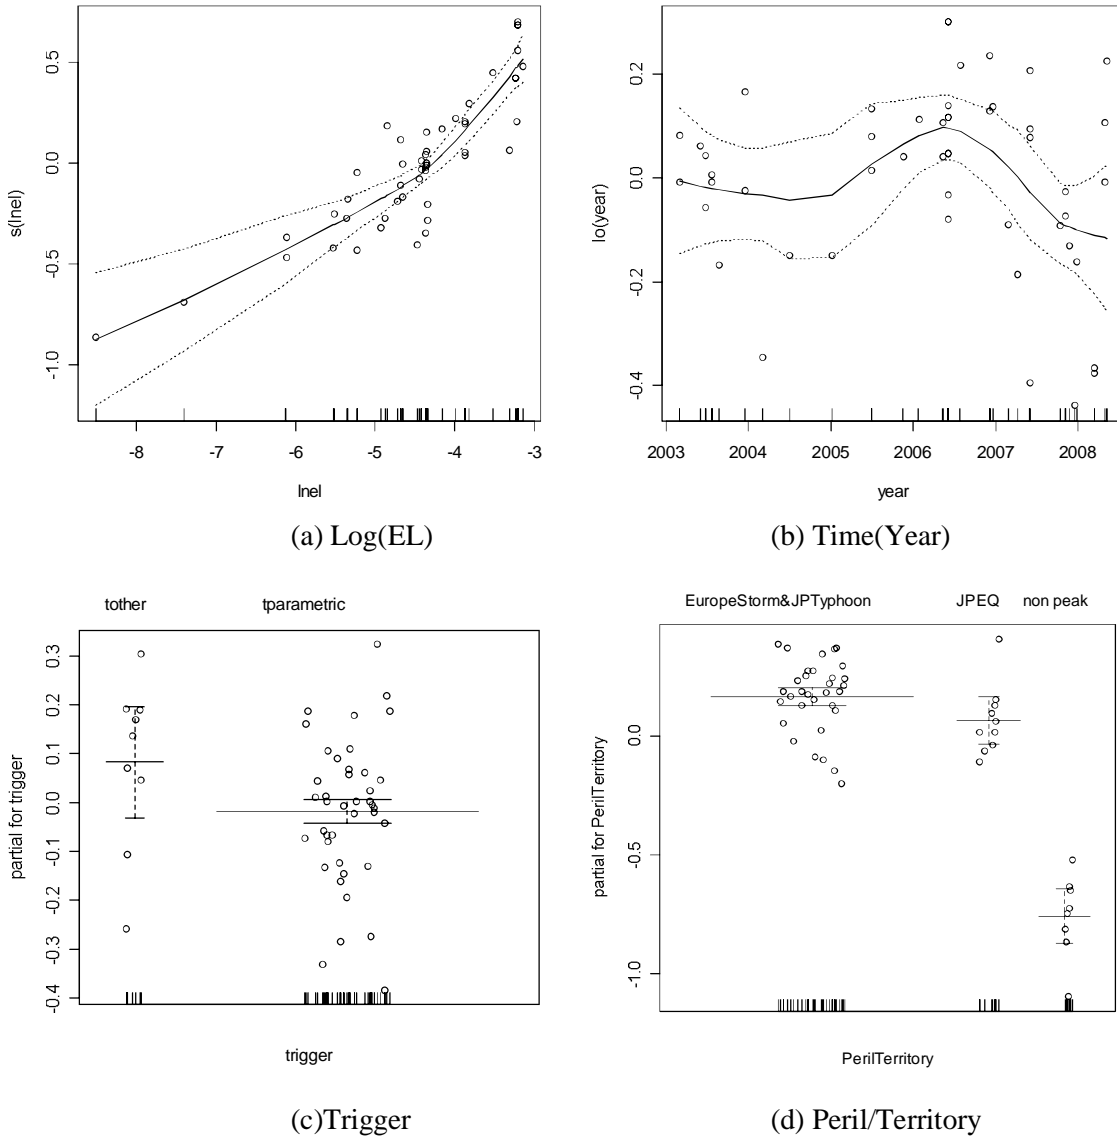 s(lnel)
0.5
0.0
-0.5
-1.0
-8
-7
-6
-5
-4
-3
lnel
(a) Log(EL)
lo(year)
0.2
0.0
-0.2
-0.4
2003
2004
2005
2006
2007
2008
year
(b) Time(Year)
tother
tparametric
partial for trigger
0.3
0.2
0.1
0.0
-0.1
-0.2
-0.3
-0.4
trigger
(c)Trigger
EuropeStorm&JPTyphoon
JPEQ
non peak
partial for PerilTerritory
0.0
-0.5
-1.0
PerilTerritory
(d) Peril/Territory